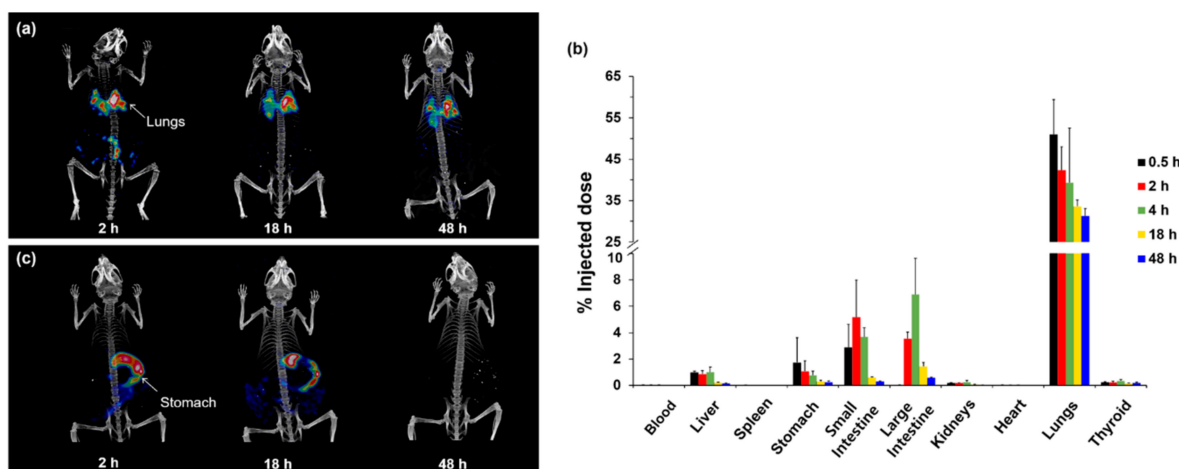 (a)
Lungs
2 h
18 h
48 h
(c)
Stomach
2 h
18 h
48 h
(b)
% Injected dose
65
55
45
35
25
10
8
6
4
2
0
Blood
Liver
Spleen
Stomach
Small
Intestine
Large
Intestine
Kidneys
Heart
Lungs
Thyroid
0.5 h
2 h
4 h
18 h
48 h